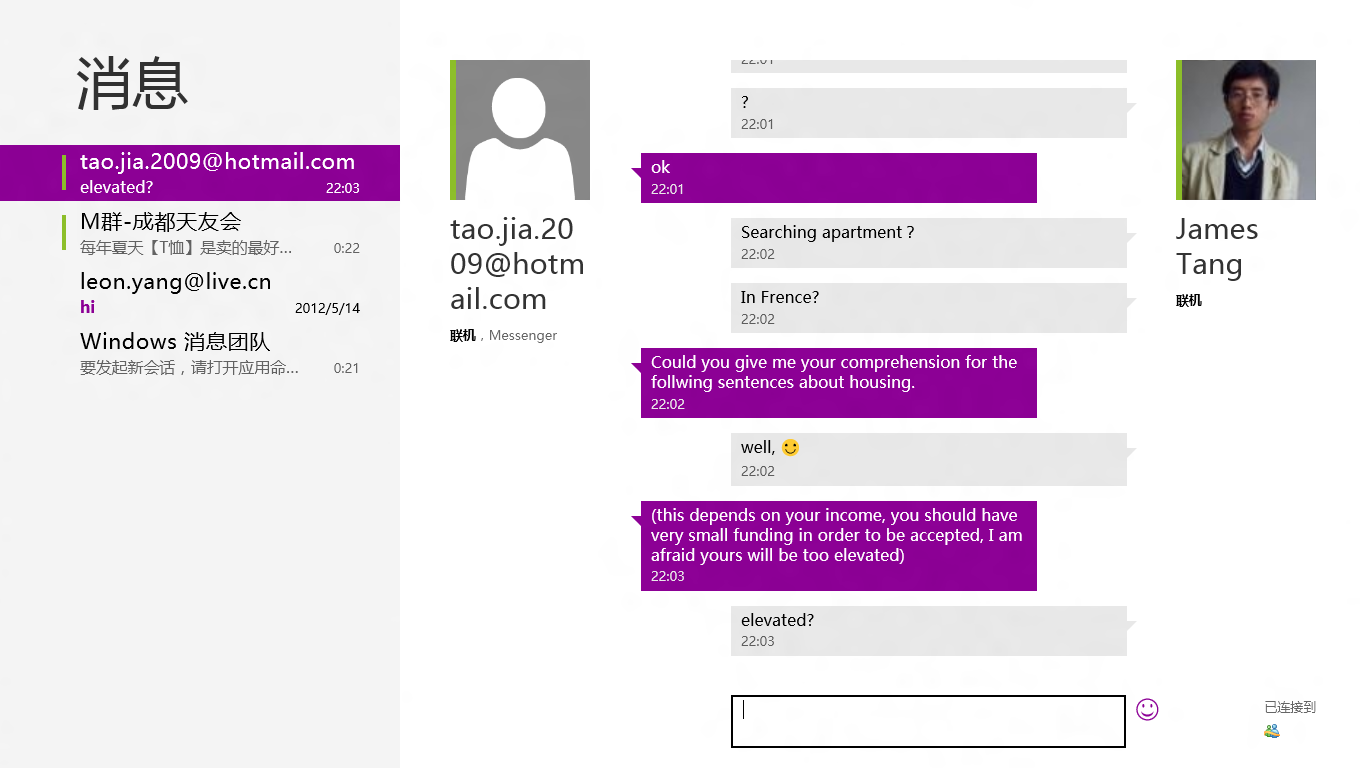 消息
tao.jia.2009@hotmail.com
elevated?
22:03
M群-成都天友会
每年夏天【T恤】是卖的最好...
0:22
leon.yang@live.cn
hi
2012/5/14
Windows 消息团队
要发起新会话，请打开应用命...
0:21
tao.jia.20
09@hotm
ail.com
联机，Messenger
22:01
?
22:01
ok
22:01
Searching apartment ?
22:02
In Frence?
22:02
Could you give me your comprehension for the
follwing sentences about housing.
22:02
well,
22:02
(this depends on your income, you should have
very small funding in order to be accepted, I am
afraid yours will be too elevated)
22:03
elevated?
22:03
James
Tang
联机
已连接到